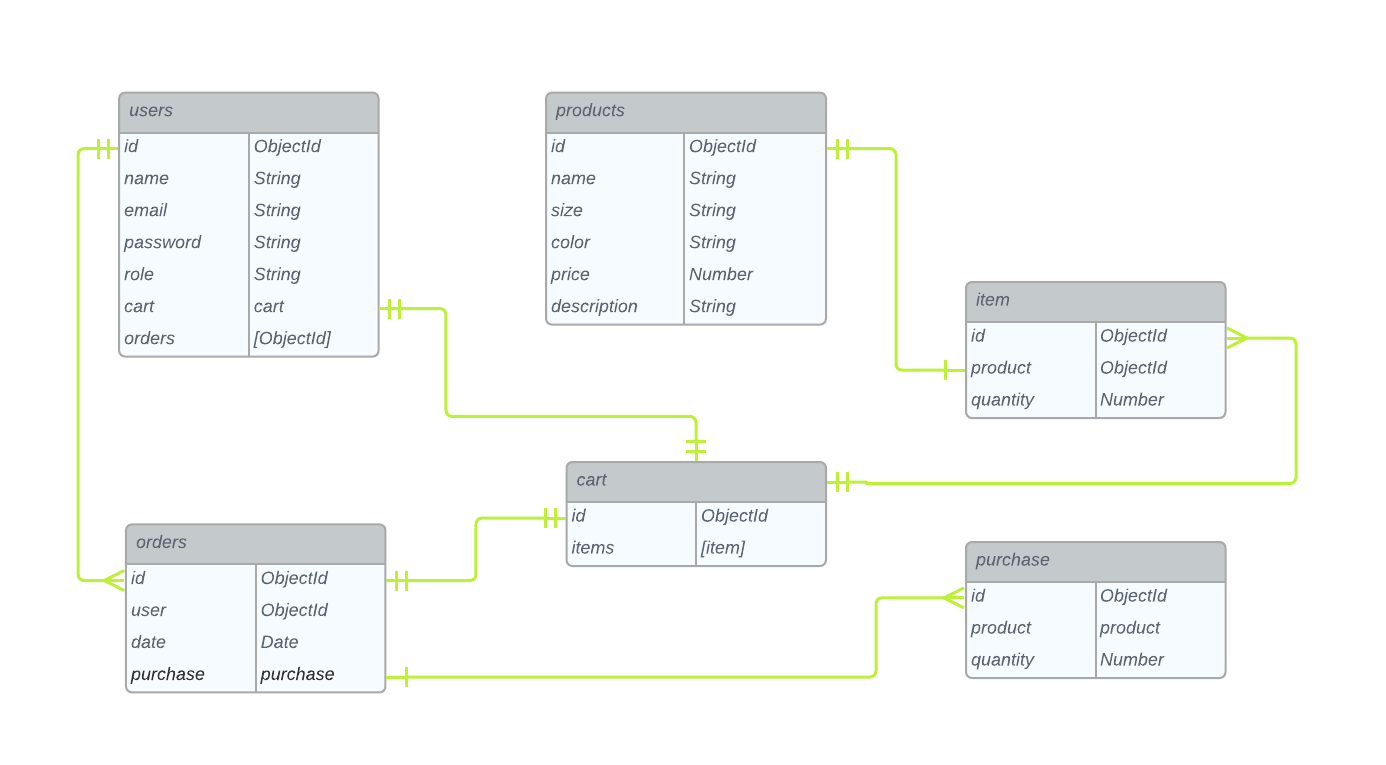 users
id ObjectId
name String
email String
password String
role String
cart cart
orders [ObjectId]
products
id ObjectId
name String
size String
color String
price Number
description String
item
id ObjectId
product ObjectId
quantity Number
cart
id ObjectId
items [item]
orders
id ObjectId
user ObjectId
date Date
purchase purchase
purchase
id ObjectId
product product
quantity Number